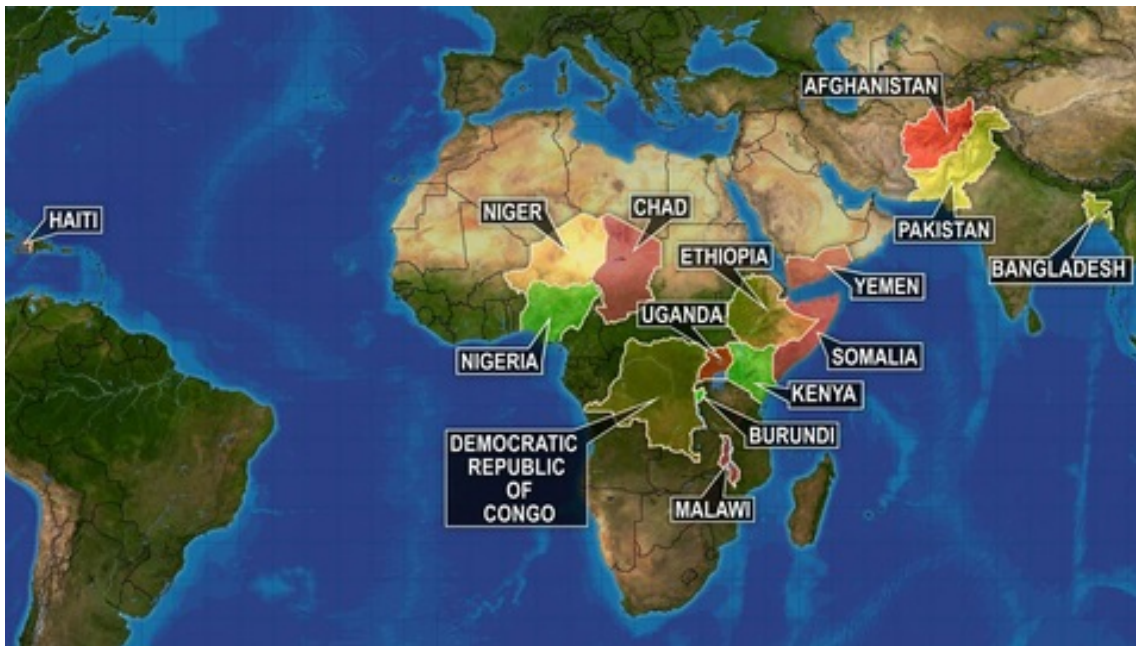 AFGHANISTAN
HAITI
NIGER
CHAD
PAKISTAN
ETHIOPIA
BANGLADESH
YEMEN
UGANDA
NIGERIA
SOMALIA
KENYA
BURUNDI
DEMOCRATIC
REPUBLIC
OF
CONGO
MALAWI